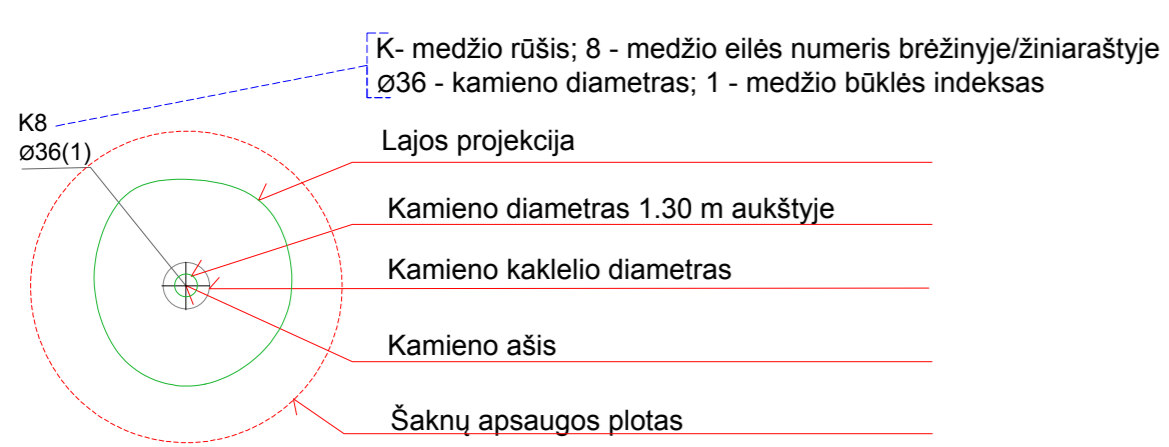 K- medžio rūšis; 8 - medžio eilės numeris brėžinyje/žiniaraštyje
ø36 - kamieno diametras; 1 - medžio būklės indeksas
K8
ø36(1)
Lajos projekcija
Kamieno diametras 1.30 m aukštyje
Kamieno kaklelio diametras
Kamieno ašis
Šaknų apsaugos plotas